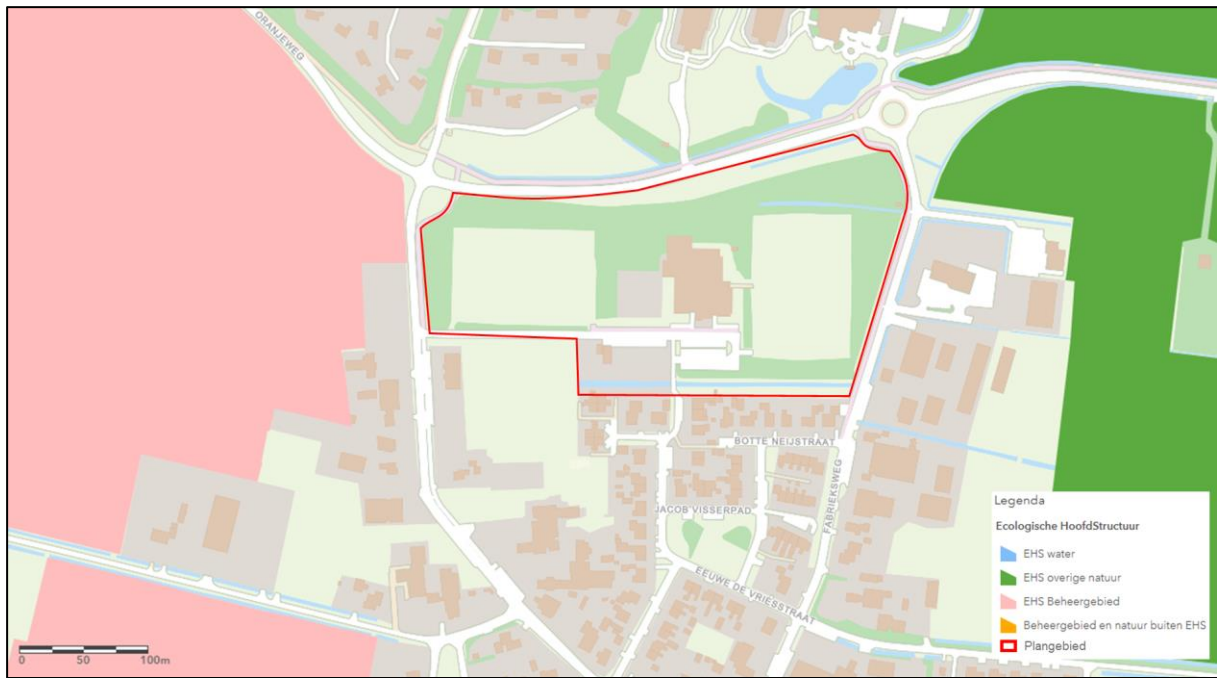 ORANJEWEG
BOTTE NEIJSTRAAT
JACOB VISSERPAD
FABRIEKSWEG
EEUWE DE VRIESSTRAAT
Legenda
Ecologische HoofdStructuur
EHS water
EHS overige natuur
EHS Beheergebied
Beheergebied en natuur buiten EHS
Plangebied
0 50 100m